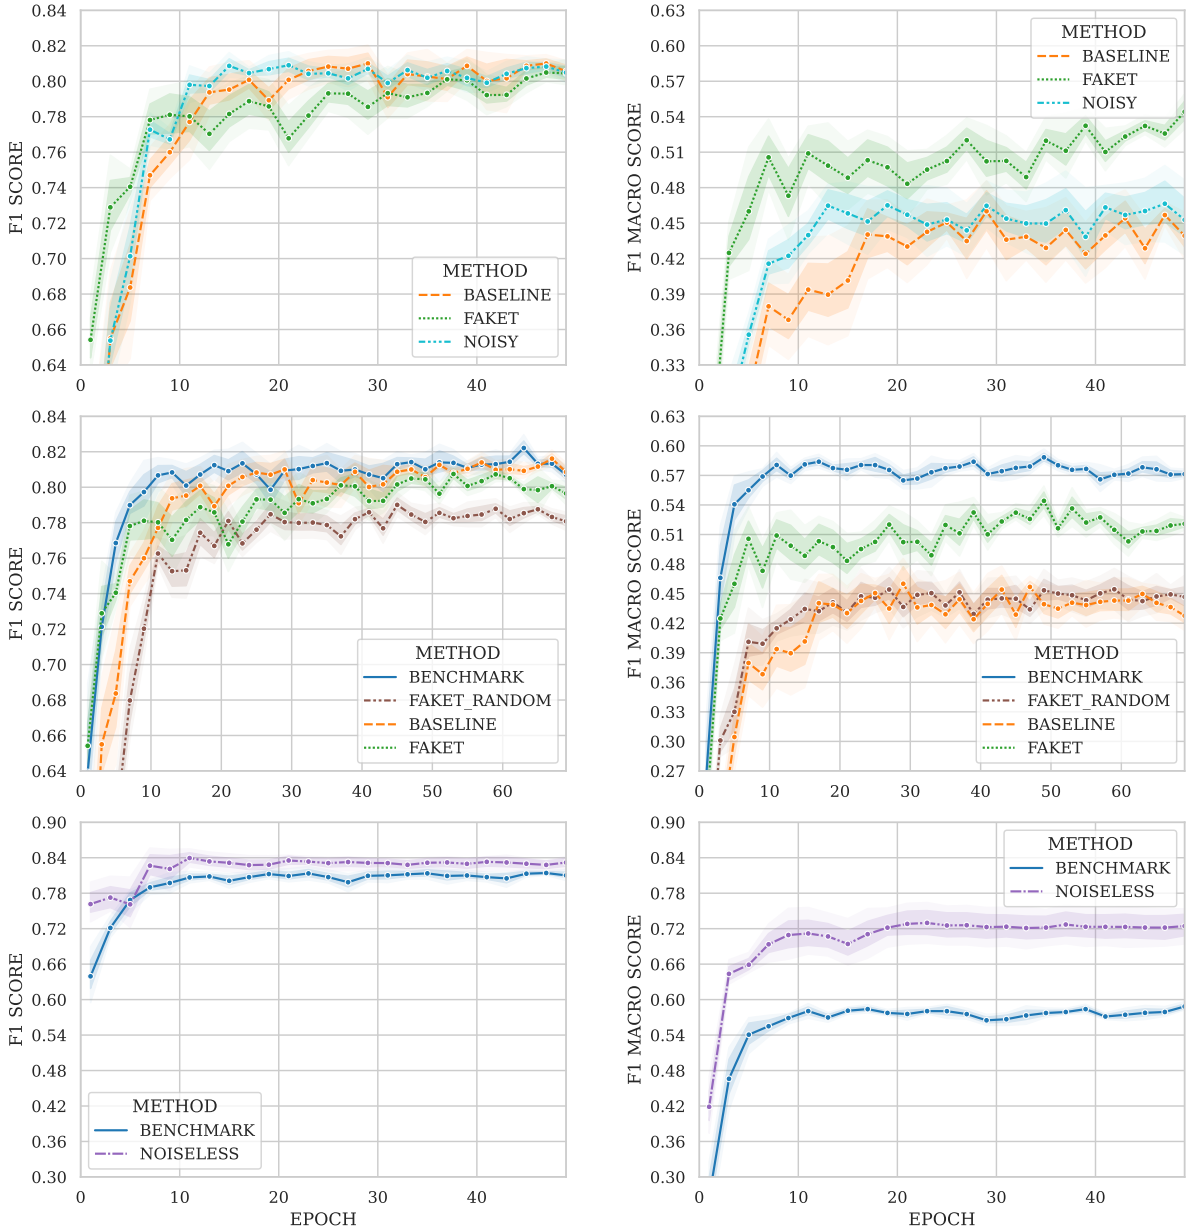 0.84
0.82
0.80
0.78
0.76
0.74
0.72
0.70
0.68
0.66
0.64
F1 SCORE
0 10 20 30 40
METHOD
BASELINE
FAKET
NOISY
0.63
0.60
0.57
0.54
0.51
0.48
0.45
0.42
0.39
0.36
0.33
F1 MACRO SCORE
0 10 20 30 40
METHOD
BASELINE
FAKET
NOISY
0.84
0.82
0.80
0.78
0.76
0.74
0.72
0.70
0.68
0.66
0.64
F1 SCORE
0 10 20 30 40 50 60
METHOD
BENCHMARK
FAKET_RANDOM
BASELINE
FAKET
0.63
0.60
0.57
0.54
0.51
0.48
0.45
0.42
0.39
0.36
0.33
0.30
0.27
F1 MACRO SCORE
0 10 20 30 40 50 60
METHOD
BENCHMARK
FAKET_RANDOM
BASELINE
FAKET
0.90
0.84
0.78
0.72
0.66
0.60
0.54
0.48
0.42
0.36
0.30
F1 SCORE
0 10 20 30 40
EPOCH
METHOD
BENCHMARK
NOISELESS
0.90
0.84
0.78
0.72
0.66
0.60
0.54
0.48
0.42
0.36
0.30
F1 MACRO SCORE
0 10 20 30 40
EPOCH
METHOD
BENCHMARK
NOISELESS